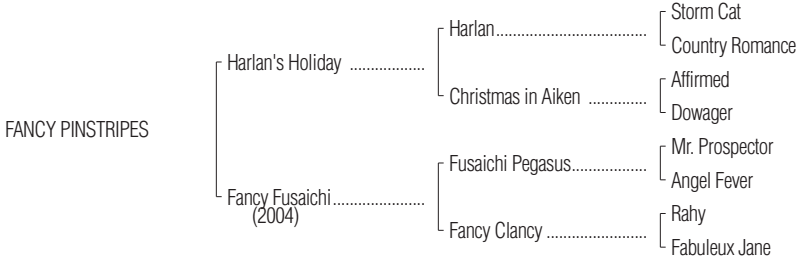 Storm Cat
Harlan..................................
Country Romance
Harlan's Holiday ..................
Affirmed
Christmas in Aiken ..............
Dowager
FANCY PINSTRIPES
Mr. Prospector
Fusaichi Pegasus..................
Angel Fever
Fancy Fusaichi......................
(2004)
Rahy
Fancy Clancy ........................
Fabuleux Jane